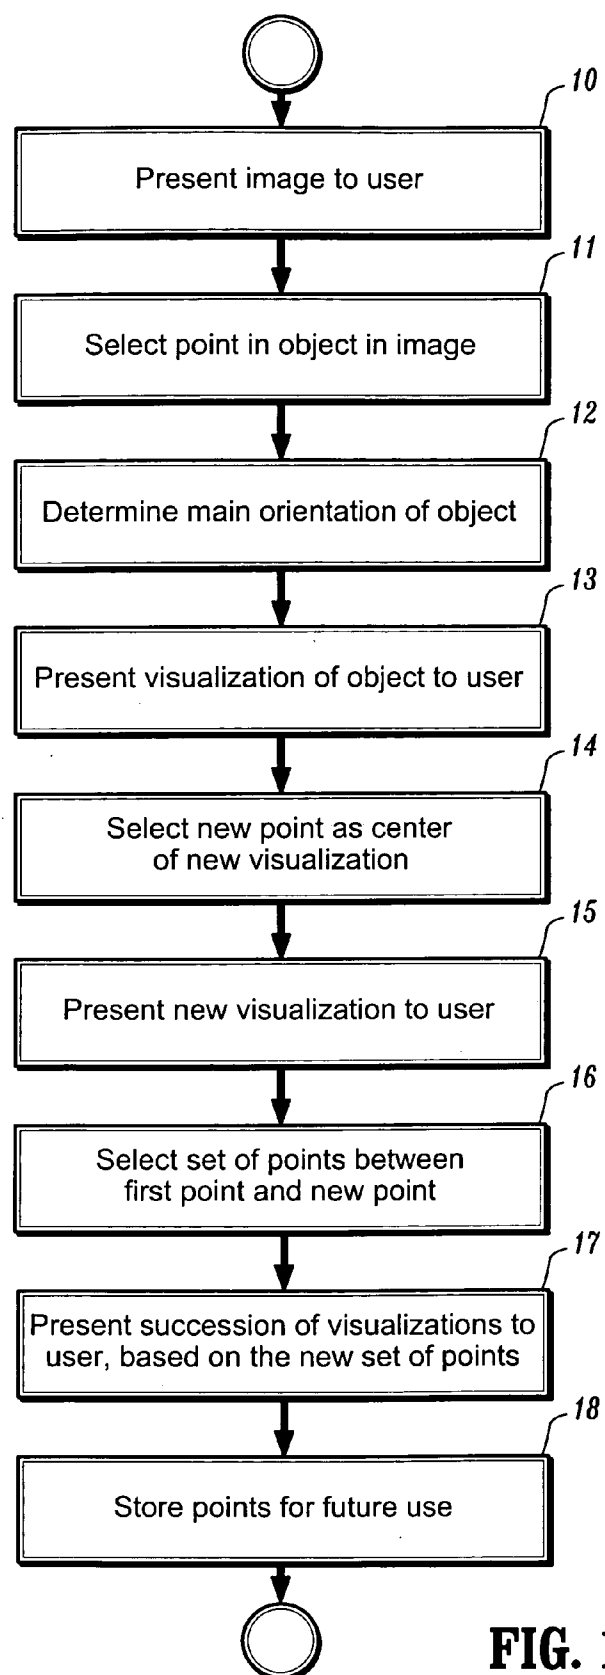 10
Present image to user
11
Select point in object in image
12
Determine main orientation of object
13
Present visualization of object to user
14
Select new point as center
of new visualization
15
Present new visualization to user
16
Select set of points between
first point and new point
17
Present succession of visualizations to
user, based on the new set of points
18
Store points for future use
FIG.